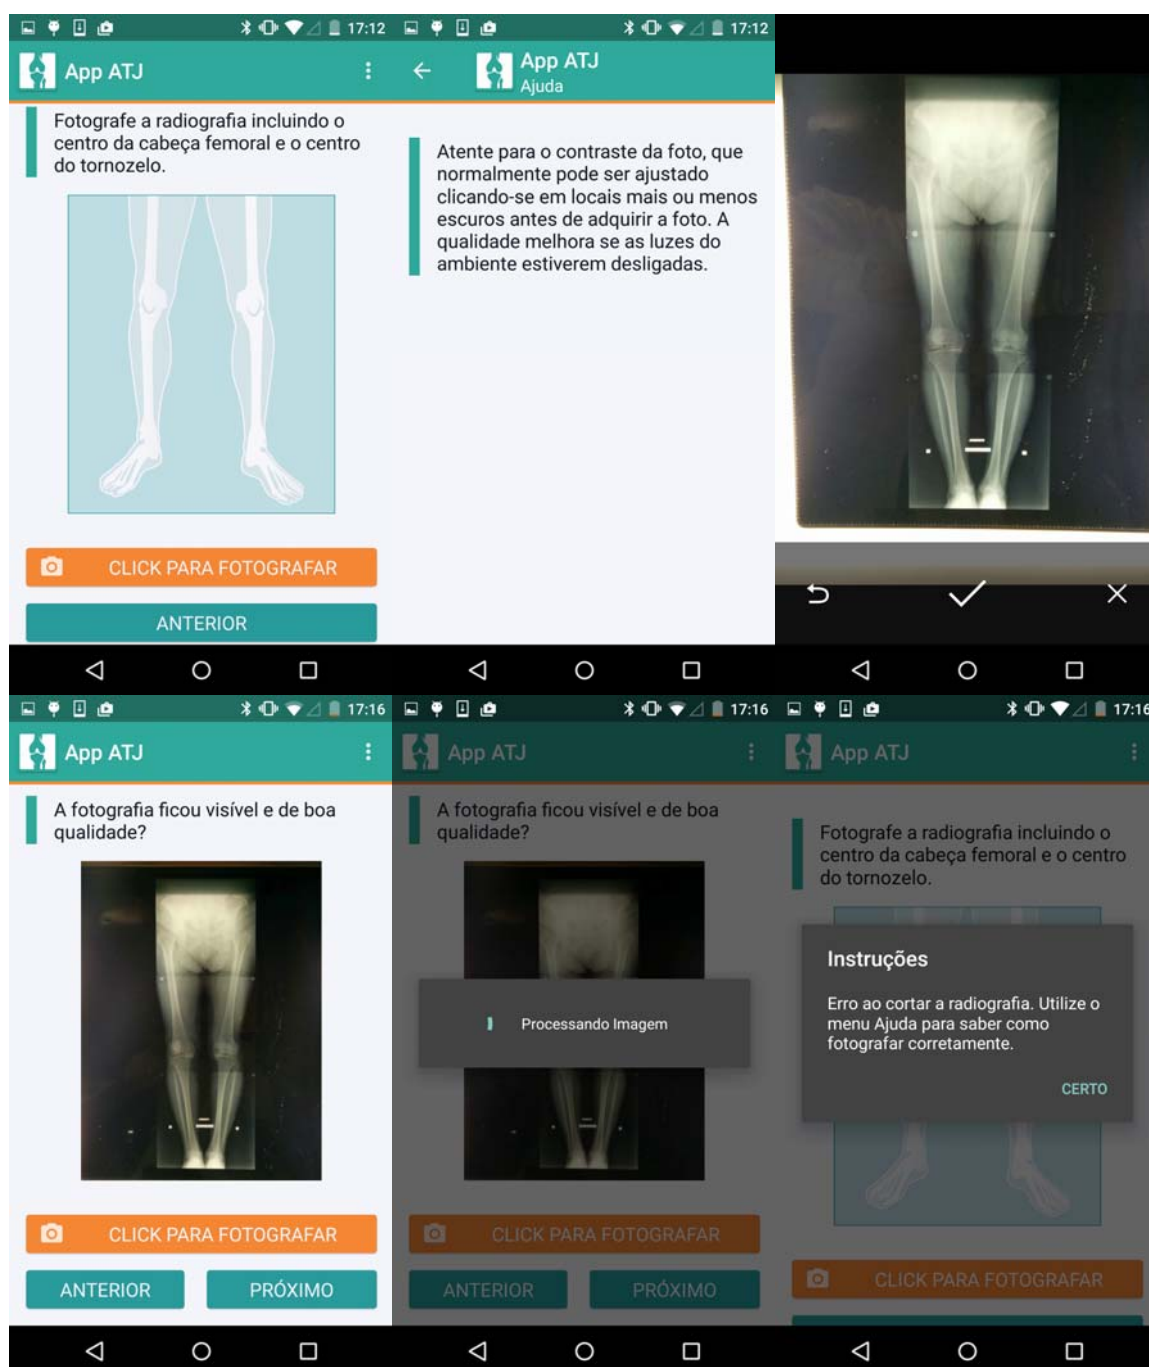 17:12
App ATJ
Fotografe a radiografia incluindo o
centro da cabeça femoral e o centro
do tornozelo.
CLICK PARA FOTOGRAFAR
ANTERIOR
17:12
App ATJ
Ajuda
Atente para o contraste da foto, que
normalmente pode ser ajustado
clicando-se em locais mais ou menos
escuros antes de adquirir a foto. A
qualidade melhora se as luzes do
ambiente estiverem desligadas.
17:16
App ATJ
A fotografia ficou visível e de boa
qualidade?
CLICK PARA FOTOGRAFAR
ANTERIOR
PRÓXIMO
17:16
App ATJ
A fotografia ficou visível e de boa
qualidade?
Processando Imagem
CLICK PARA FOTOGRAFAR
ANTERIOR
PRÓXIMO
17:16
App ATJ
Fotografe a radiografia incluindo o
centro da cabeça femoral e o centro
do tornozelo.
Instruções
Erro ao cortar a radiografia. Utilize o
menu Ajuda para saber como
fotografar corretamente.
CERTO
CLICK PARA FOTOGRAFAR